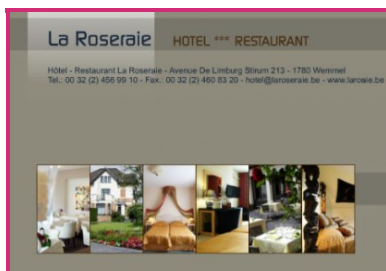 La Roseraie HOTEL *** RESTAURANT
Hôtel - Restaurant La Roseraie - Avenue De Limburg Stirum 213 - 1780 Wemmel
Tel.: 00 32 (2) 456 99 10 - Fax.: 00 32 (2) 460 83 20 - hotel@laroseraie.be - www.larosaie.be